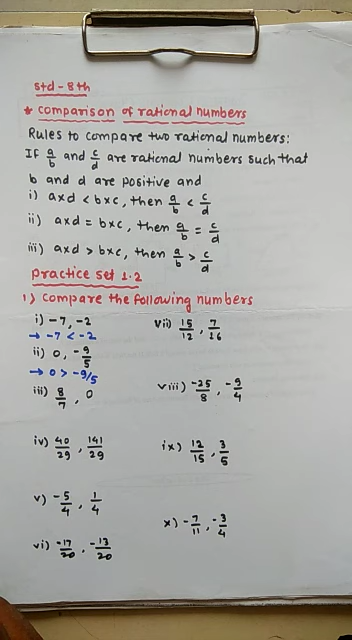 std - 8th
* comparison of rational numbers
Rules to compare two rational numbers:
If a/b and c/d are rational numbers such that
b and d are positive and
i) a×d < b×c, then a/b < c/d
ii) a×d = b×c, then a/b = c/d
iii) a×d > b×c, then a/b > c/d
practice set 1.2
1) compare the following numbers
i) -7, -2
→ -7 < -2
ii) 0, -9/5
→ 0 > -9/5
iii) 8/7, 0
iv) 40/29, 141/29
v) -5/4, 1/4
vi) -17/20, -13/20
vii) 15/12, 7/16
viii) -25/8, -9/4
ix) 12/15, 3/5
x) -7/11, -3/4